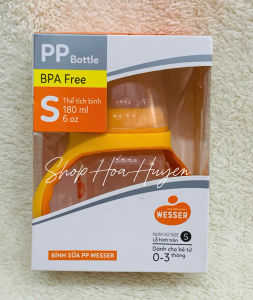 PP Bottle
BPA Free
S
Thể tích bình
180 ml
6 oz
Shop Hoa Huyen
WESSER
NÚM VÚ SIZE S
Lỗ hình tròn
Dành cho bé từ
0-3 tháng
BÌNH SỮA PP WESSER